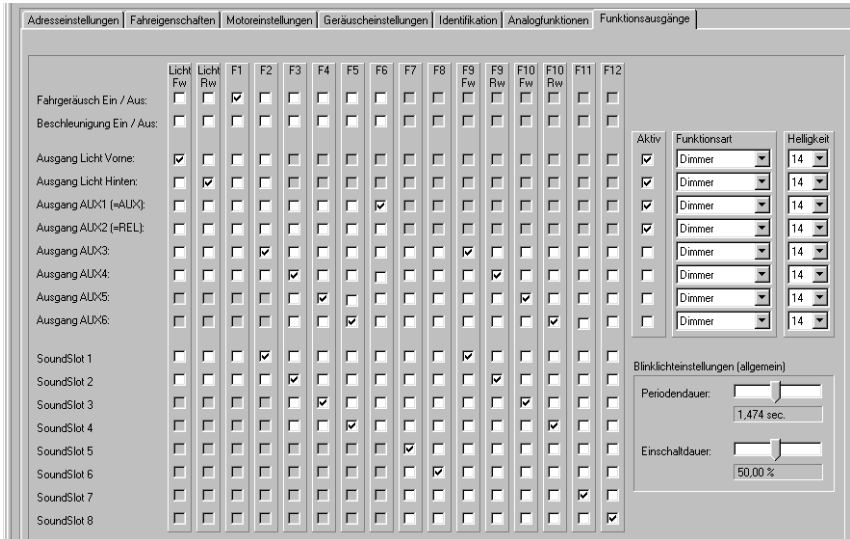 Adresseinstellungen Fahreigenschaften Motoreinstellungen Geräuscheinstellungen Identifikation Analogfunktionen Funktionsausgänge
Licht Fw Licht Rw F1 F2 F3 F4 F5 F6 F7 F8 F9 Fw F9 Rw F10 Fw F10 Rw F11 F12
Fahrgeräusch Ein / Aus:
Beschleunigung Ein / Aus:
Aktiv Funktionsart Helligkeit
Ausgang Licht Vorne: Dimmer 14
Ausgang Licht Hinten: Dimmer 14
Ausgang AUX1 (=AUX): Dimmer 14
Ausgang AUX2 (=REL): Dimmer 14
Ausgang AUX3: Dimmer 14
Ausgang AUX4: Dimmer 14
Ausgang AUX5: Dimmer 14
Ausgang AUX6: Dimmer 14
SoundSlot 1
SoundSlot 2
SoundSlot 3
SoundSlot 4
SoundSlot 5
SoundSlot 6
SoundSlot 7
SoundSlot 8
Blinklichteinstellungen (allgemein)
Periodendauer:
1,474 sec.
Einschaltdauer:
50,00 %